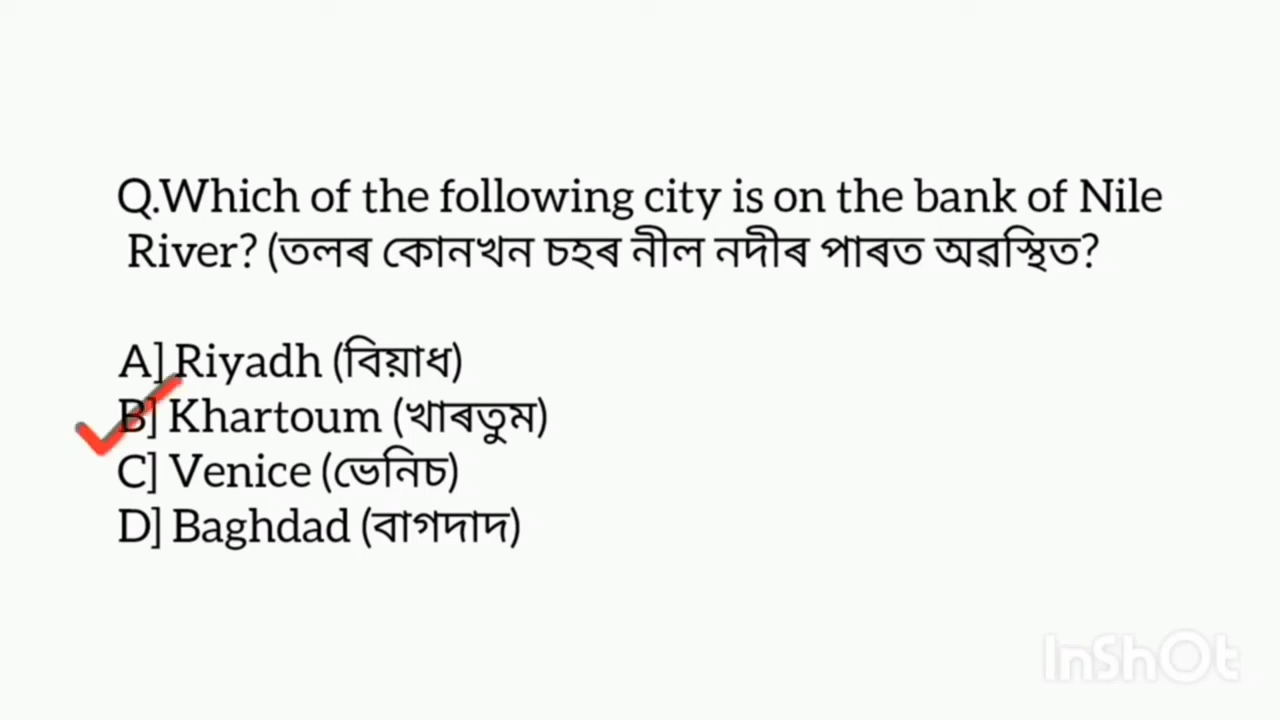 Q.Which of the following city is on the bank of Nile
River? (তলৰ কোনখন চহৰ নীল নদীৰ পাৰত অৱস্থিত?
A] Riyadh (বিয়াধ)
B] Khartoum (খাৰতুম)
C] Venice (ভেনিচ)
D] Baghdad (বাগদাদ)
InShOt